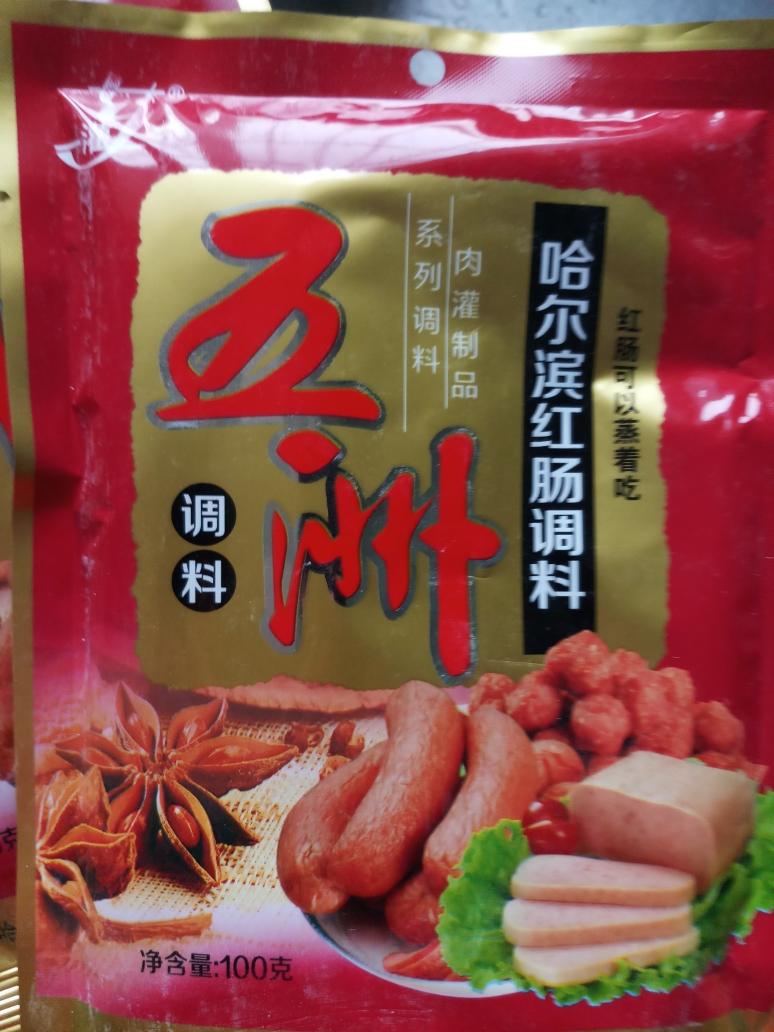 五洲
调料
肉灌制品
系列调料
哈尔滨红肠调料
红肠可以蒸着吃
净含量:100克